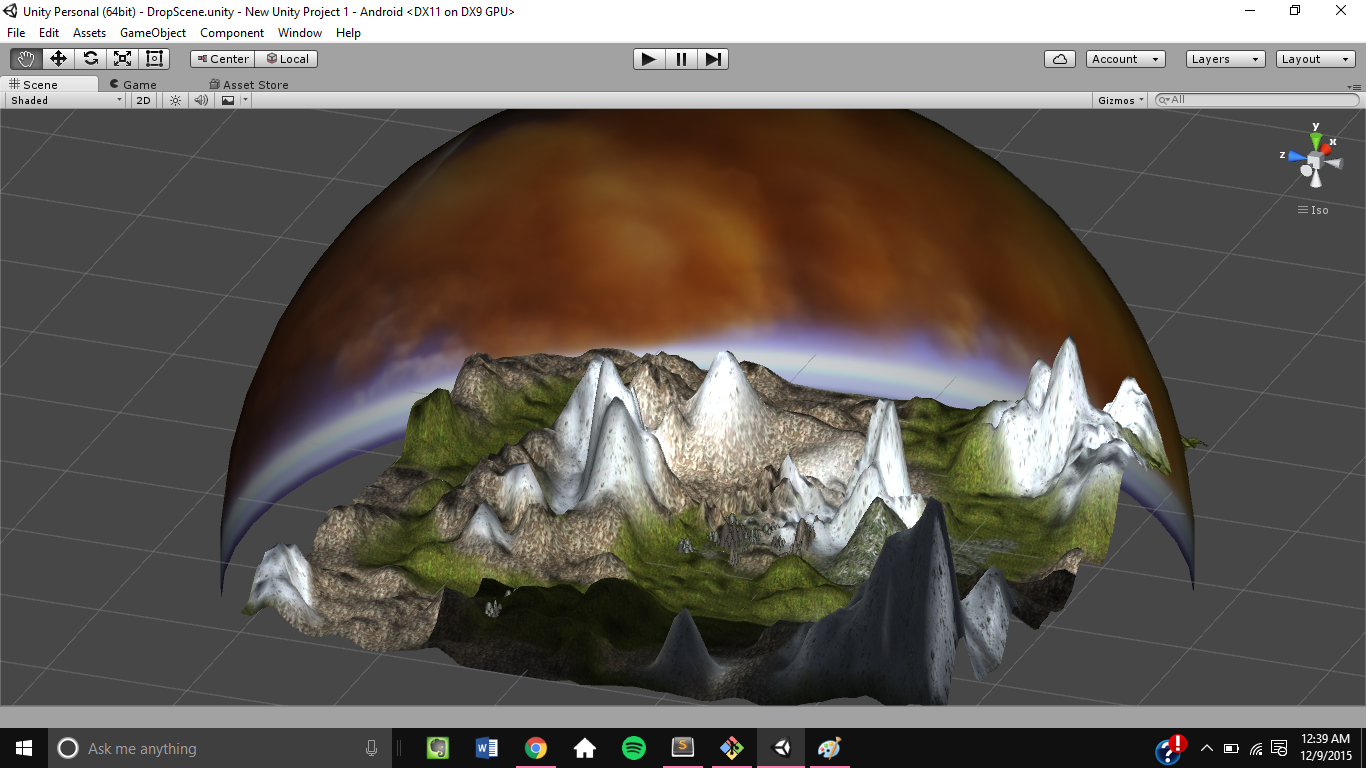 Unity Personal (64bit) - DropScene.unity - New Unity Project 1 - Android <DX11 on DX9 GPU>
File Edit Assets GameObject Component Window Help
Center Local Account Layers Layout
Scene Game Asset Store
Shaded 2D Gizmos All
y
x
z
Iso
Ask me anything
12:39 AM
12/9/2015